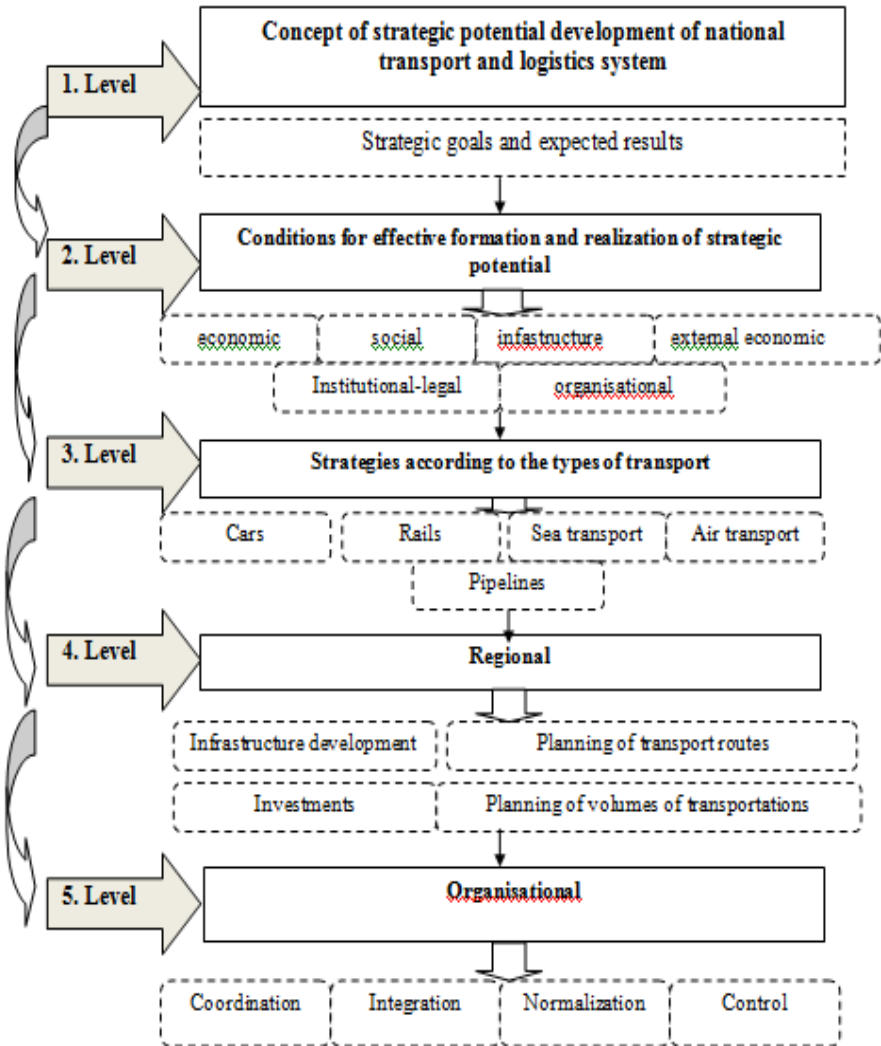 Concept of strategic potential development of national
transport and logistics system
1. Level
Strategic goals and expected results
Conditions for effective formation and realization of strategic
potential
2. Level
economic
social
infastructure
external economic
Institutional-legal
organisational
3. Level
Strategies according to the types of transport
Cars
Rails
Sea transport
Air transport
Pipelines
4. Level
Regional
Infrastructure development
Planning of transport routes
Investments
Planning of volumes of transportations
5. Level
Organisational
Coordination
Integration
Normalization
Control